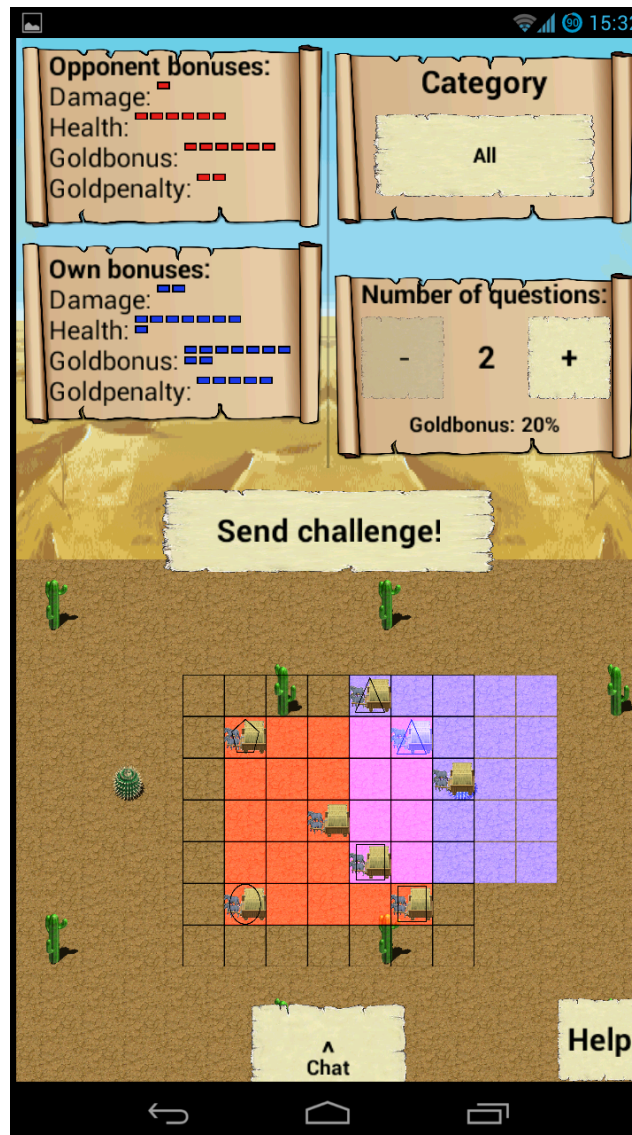 90 15:32
Opponent bonuses:
Damage:
Health:
Goldbonus:
Goldpenalty:
Category
All
Own bonuses:
Damage:
Health:
Goldbonus:
Goldpenalty:
Number of questions:
- 2 +
Goldbonus: 20%
Send challenge!
^
Chat
Help